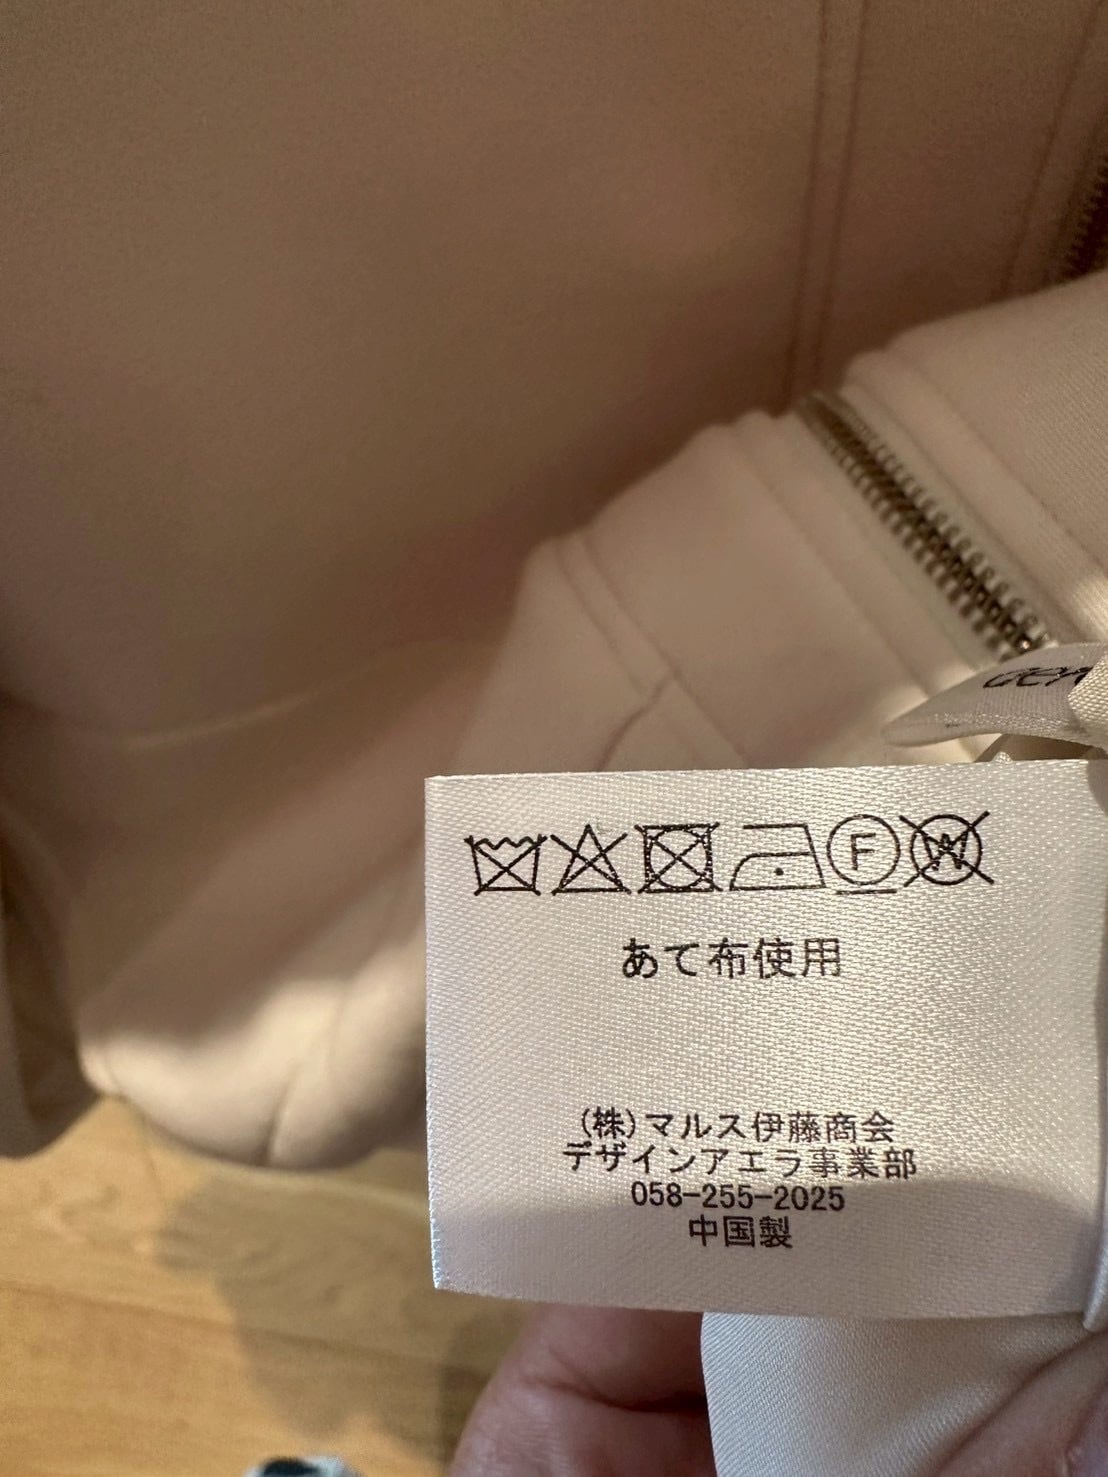 F
W
あて布使用
(株)マルス伊藤商会
デザインアエラ事業部
058-255-2025
中国製